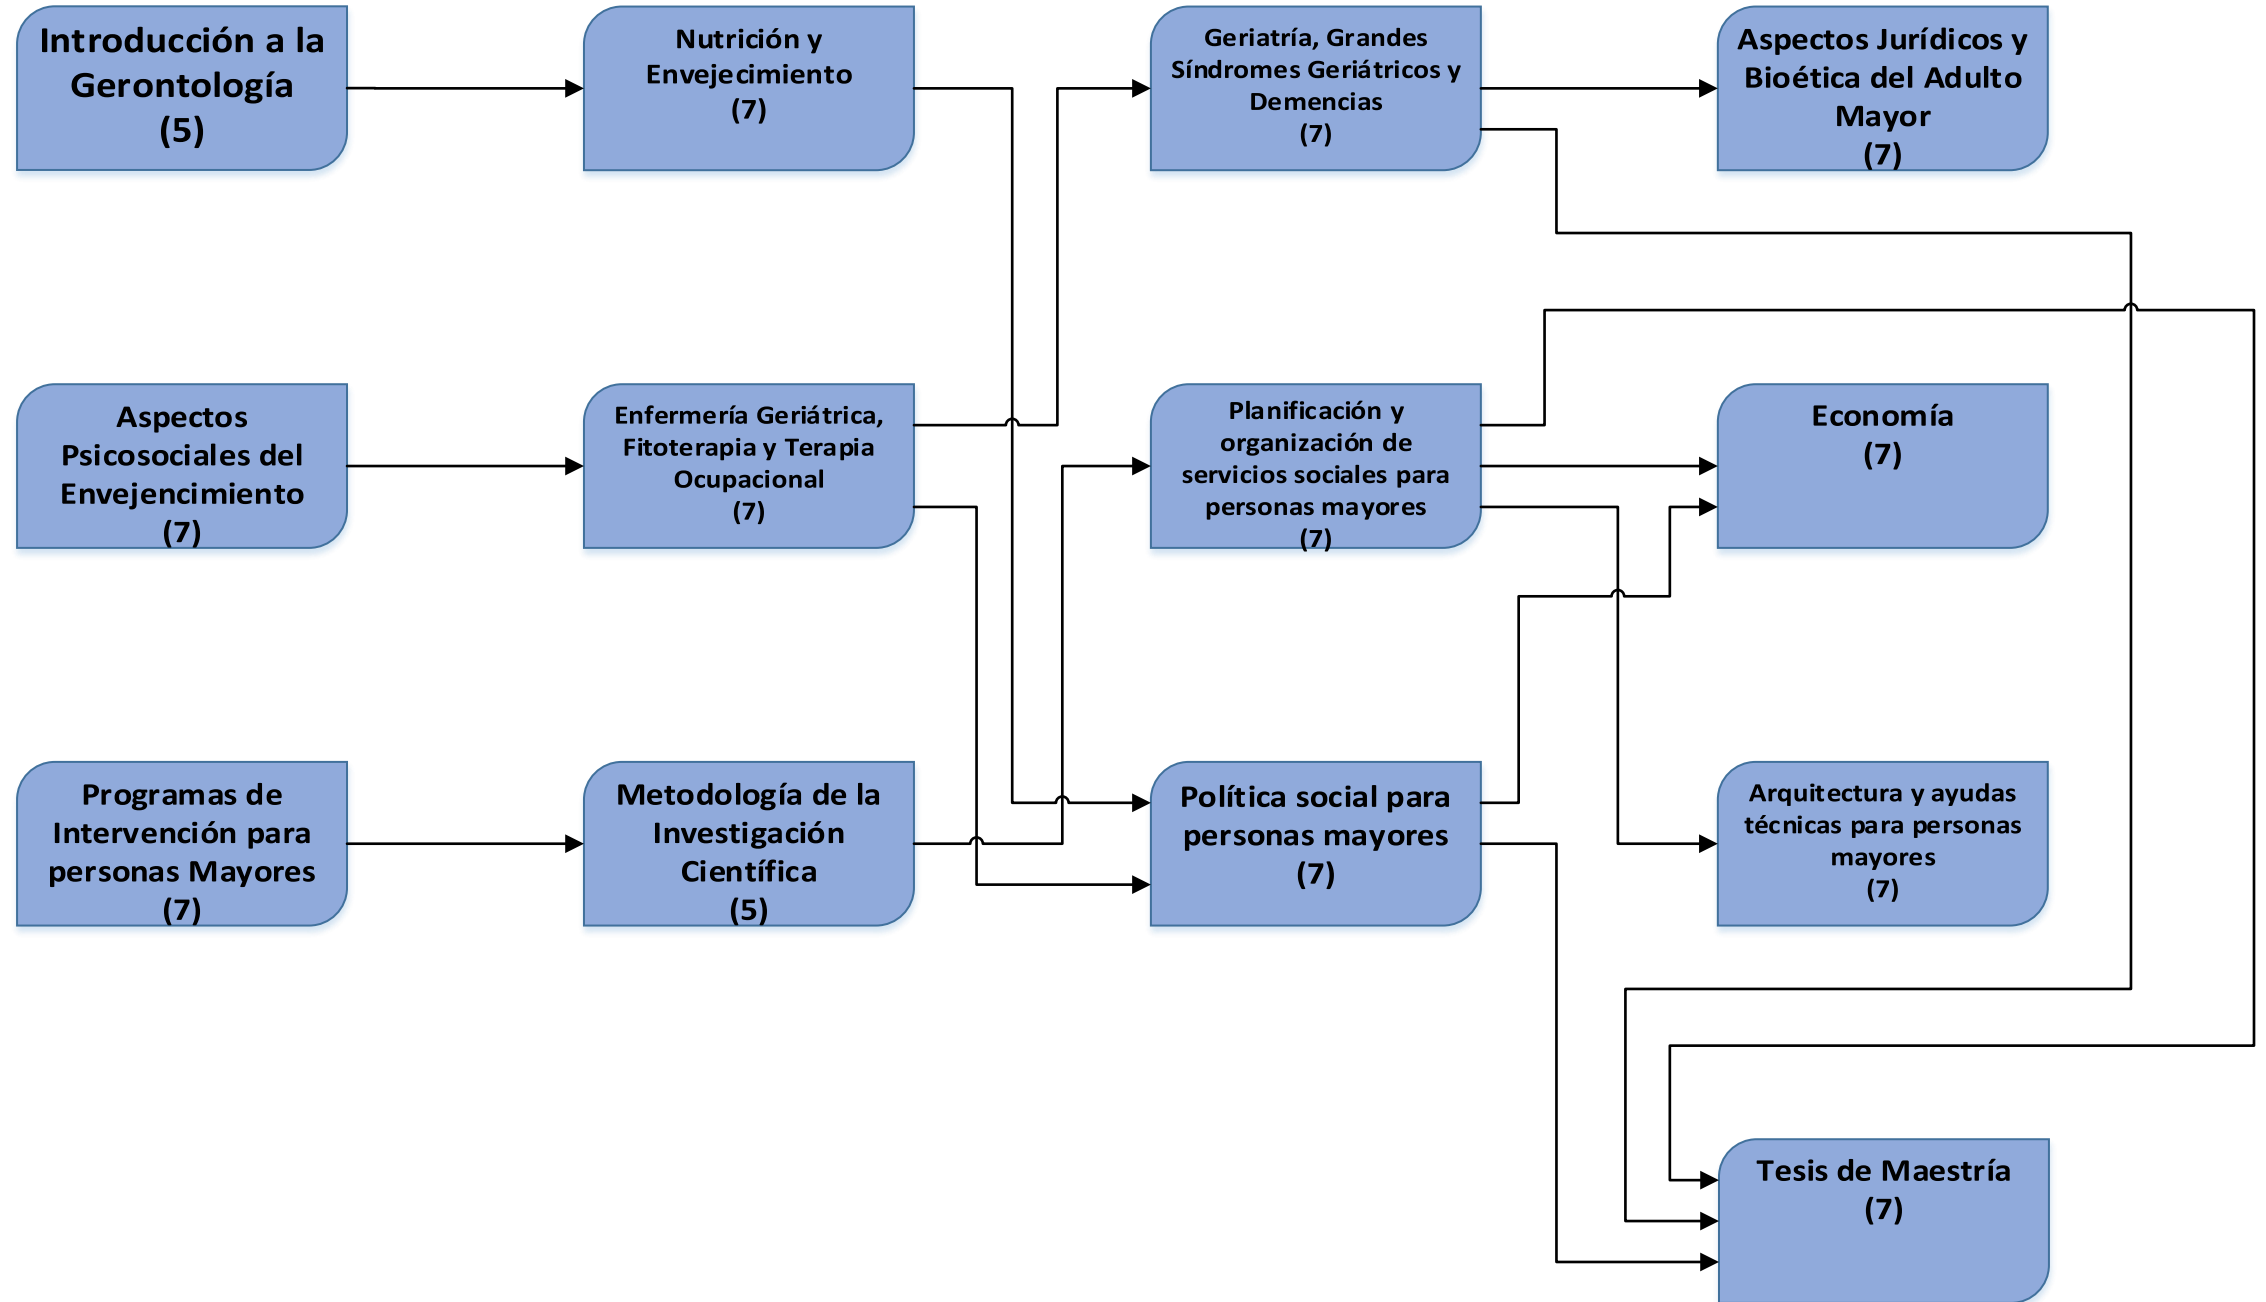 Introducción a la
Gerontología
(5)
Nutrición y
Envejecimiento
(7)
Geriatría, Grandes
Síndromes Geriátricos y
Demencias
(7)
Aspectos Jurídicos y
Bioética del Adulto
Mayor
(7)
Aspectos
Psicosociales del
Envejencimiento
(7)
Enfermería Geriátrica,
Fitoterapia y Terapia
Ocupacional
(7)
Planificación y
organización de
servicios sociales para
personas mayores
(7)
Economía
(7)
Programas de
Intervención para
personas Mayores
(7)
Metodología de la
Investigación
Científica
(5)
Política social para
personas mayores
(7)
Arquitectura y ayudas
técnicas para personas
mayores
(7)
Tesis de Maestría
(7)